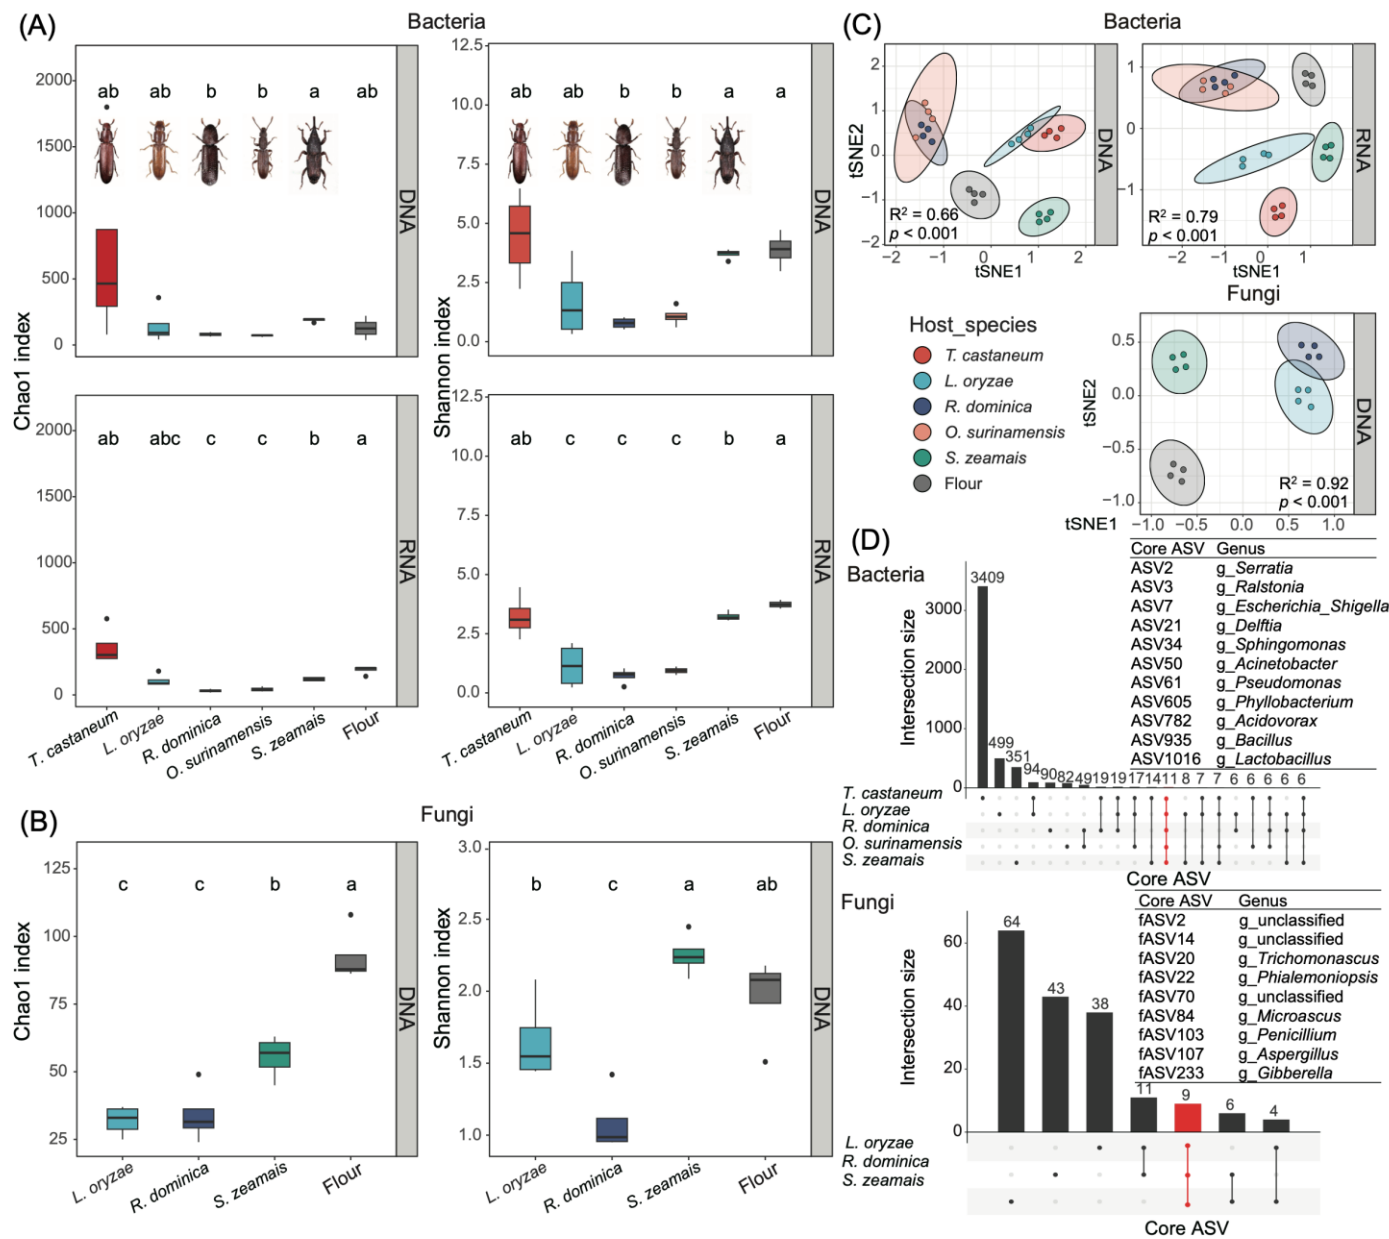 (A)
Bacteria
Chao1 index
2000
1500
1000
500
0
ab ab b b a ab
DNA
Shannon index
12.5
10.0
7.5
5.0
2.5
0.0
ab ab b b a a
DNA
2000
1500
1000
500
0
ab abc c c b a
RNA
12.5
10.0
7.5
5.0
2.5
0.0
ab c c c b a
RNA
T. castaneum
L. oryzae
R. dominica
O. surinamensis
S. zeamais
Flour
T. castaneum
L. oryzae
R. dominica
O. surinamensis
S. zeamais
Flour
(B)
Fungi
Chao1 index
125
100
75
50
25
c c b a
DNA
L. oryzae
R. dominica
S. zeamais
Flour
Shannon index
3.0
2.5
2.0
1.5
1.0
b c a ab
DNA
L. oryzae
R. dominica
S. zeamais
Flour
(C)
Bacteria
tSNE2
2
1
0
−1
−2
R² = 0.66
p < 0.001
DNA
−2 −1 0 1 2
tSNE1
1
0
−1
R² = 0.79
p < 0.001
RNA
−2 −1 0 1
tSNE1
Fungi
Host_species
T. castaneum
L. oryzae
R. dominica
O. surinamensis
S. zeamais
Flour
tSNE2
0.5
0.0
−0.5
−1.0
R² = 0.92
p < 0.001
DNA
tSNE1 −1.0 −0.5 0.0 0.5 1.0
(D)
Bacteria
Intersection size
3000
2000
1000
0
3409
499 351 94 90 82 49 19 19 17 14 11 8 7 7 6 6 6 6 6
Core ASV Genus
ASV2 g_Serratia
ASV3 g_Ralstonia
ASV7 g_Escherichia_Shigella
ASV21 g_Delftia
ASV34 g_Sphingomonas
ASV50 g_Acinetobacter
ASV61 g_Pseudomonas
ASV605 g_Phyllobacterium
ASV782 g_Acidovorax
ASV935 g_Bacillus
ASV1016 g_Lactobacillus
T. castaneum
L. oryzae
R. dominica
O. surinamensis
S. zeamais
Core ASV
Fungi
Intersection size
60
40
20
0
64
43
38
11
9
6
4
Core ASV Genus
fASV2 g_unclassified
fASV14 g_unclassified
fASV20 g_Trichomonascus
fASV22 g_Phialemoniopsis
fASV70 g_unclassified
fASV84 g_Microascus
fASV103 g_Penicillium
fASV107 g_Aspergillus
fASV233 g_Gibberella
L. oryzae
R. dominica
S. zeamais
Core ASV